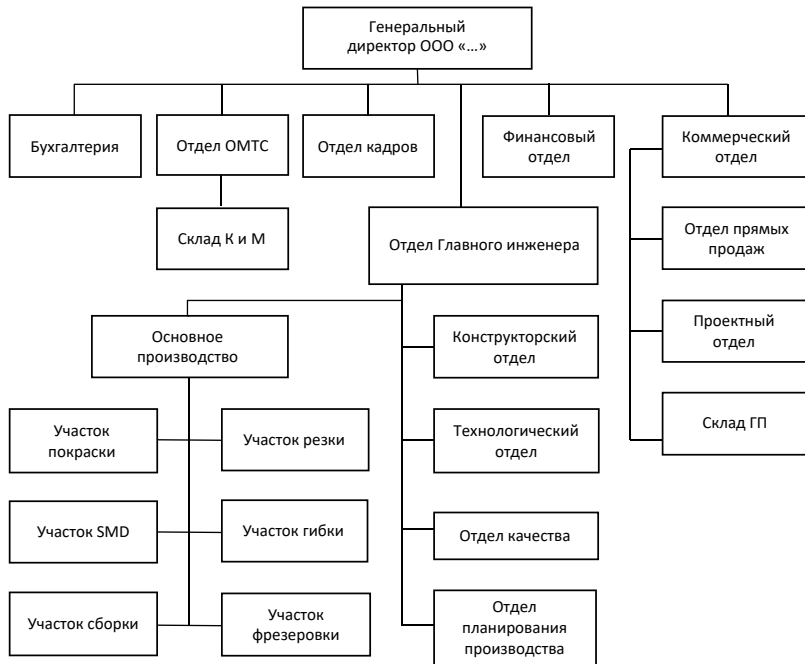 Генеральный
директор ООО «…»
Бухгалтерия
Отдел ОМТС
Отдел кадров
Финансовый
отдел
Коммерческий
отдел
Склад К и М
Отдел Главного инженера
Отдел прямых
продаж
Основное
производство
Конструкторский
отдел
Проектный
отдел
Участок
покраски
Участок резки
Технологический
отдел
Склад ГП
Участок SMD
Участок гибки
Отдел качества
Участок сборки
Участок
фрезеровки
Отдел
планирования
производства